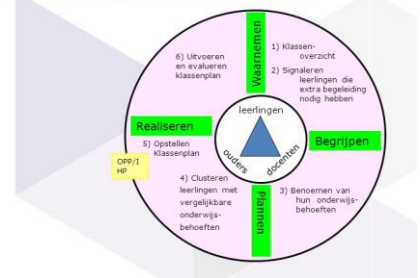 Waarnemen
1) Klassen-
overzicht
2) Signaleren
leerlingen die
extra begeleiding
nodig hebben
Begrijpen
3) Benoemen van
hun onderwijs-
behoeften
Plannen
4) Clusteren
leerlingen met
vergelijkbare
onderwijs-
behoeften
Realiseren
5) Opstellen
Klassenplan
OPP/I
HP
6) Uitvoeren
en evalueren
klassenplan
leerlingen
ouders
docenten